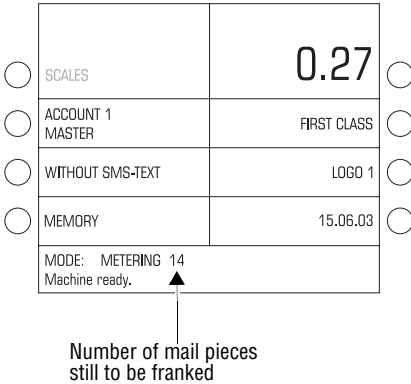 0.27
SCALES
ACCOUNT 1
MASTER
FIRST CLASS
WITHOUT SMS-TEXT
LOGO 1
MEMORY
15.06.03
MODE: METERING 14
Machine ready.
Number of mail pieces
still to be franked